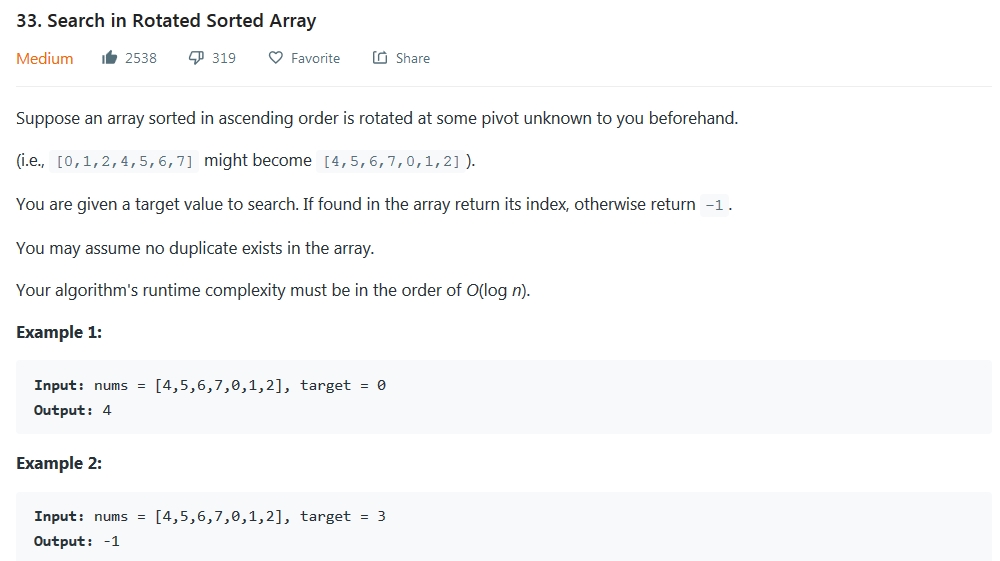 33. Search in Rotated Sorted Array
Medium 2538 319 Favorite Share
Suppose an array sorted in ascending order is rotated at some pivot unknown to you beforehand.
(i.e., [0,1,2,4,5,6,7] might become [4,5,6,7,0,1,2] ).
You are given a target value to search. If found in the array return its index, otherwise return -1 .
You may assume no duplicate exists in the array.
Your algorithm's runtime complexity must be in the order of O(log n).
Example 1:
Input: nums = [4,5,6,7,0,1,2], target = 0
Output: 4
Example 2:
Input: nums = [4,5,6,7,0,1,2], target = 3
Output: -1